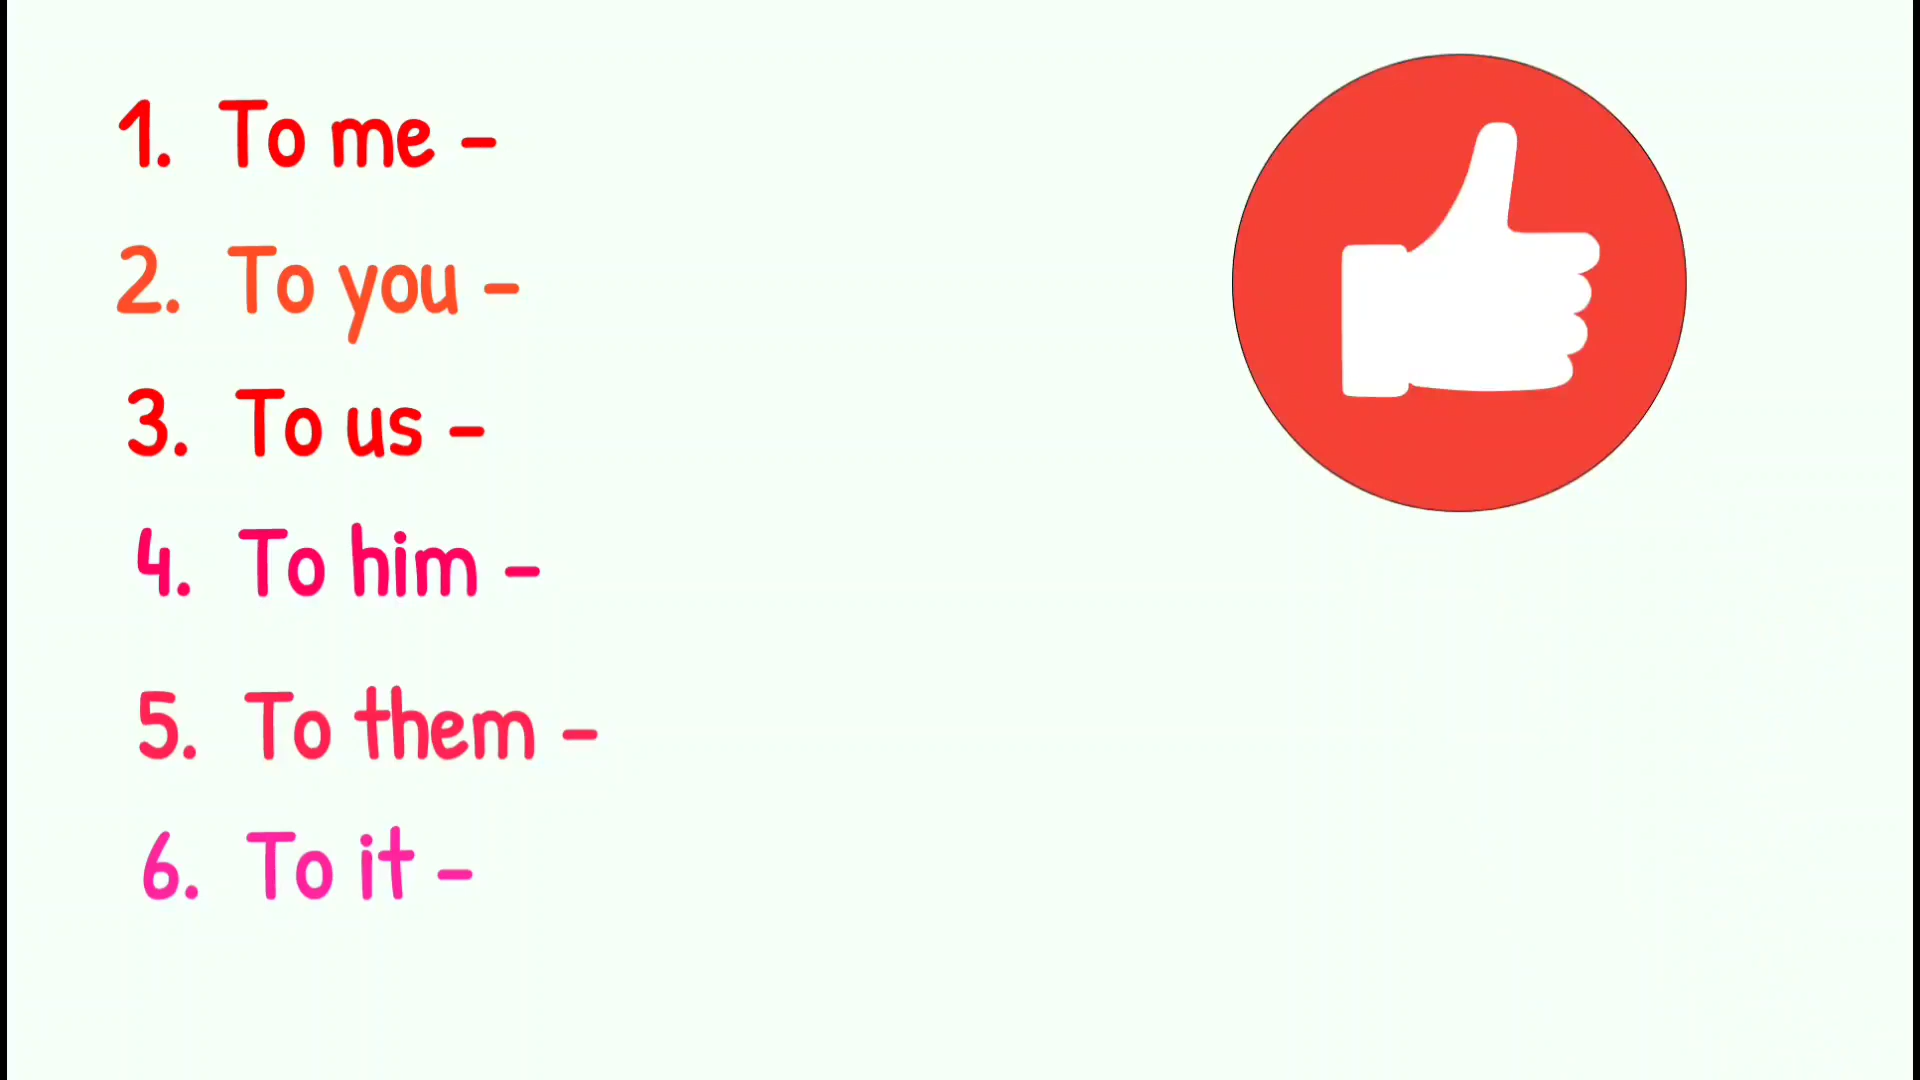 1. To me -
2. To you -
3. To us -
4. To him -
5. To them -
6. To it -